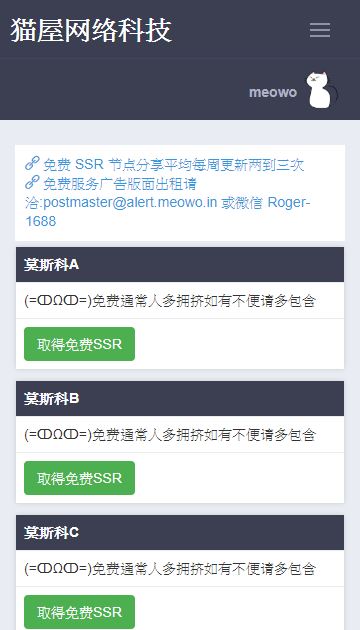 猫屋网络科技
meowo
免费 SSR 节点分享平均每周更新两到三次
免费服务广告版面出租请
洽:postmaster@alert.meowo.in 或微信 Roger-
1688
莫斯科A
(=ↀΩↀ=)免费通常人多拥挤如有不便请多包含
取得免费SSR
莫斯科B
(=ↀΩↀ=)免费通常人多拥挤如有不便请多包含
取得免费SSR
莫斯科C
(=ↀΩↀ=)免费通常人多拥挤如有不便请多包含
取得免费SSR